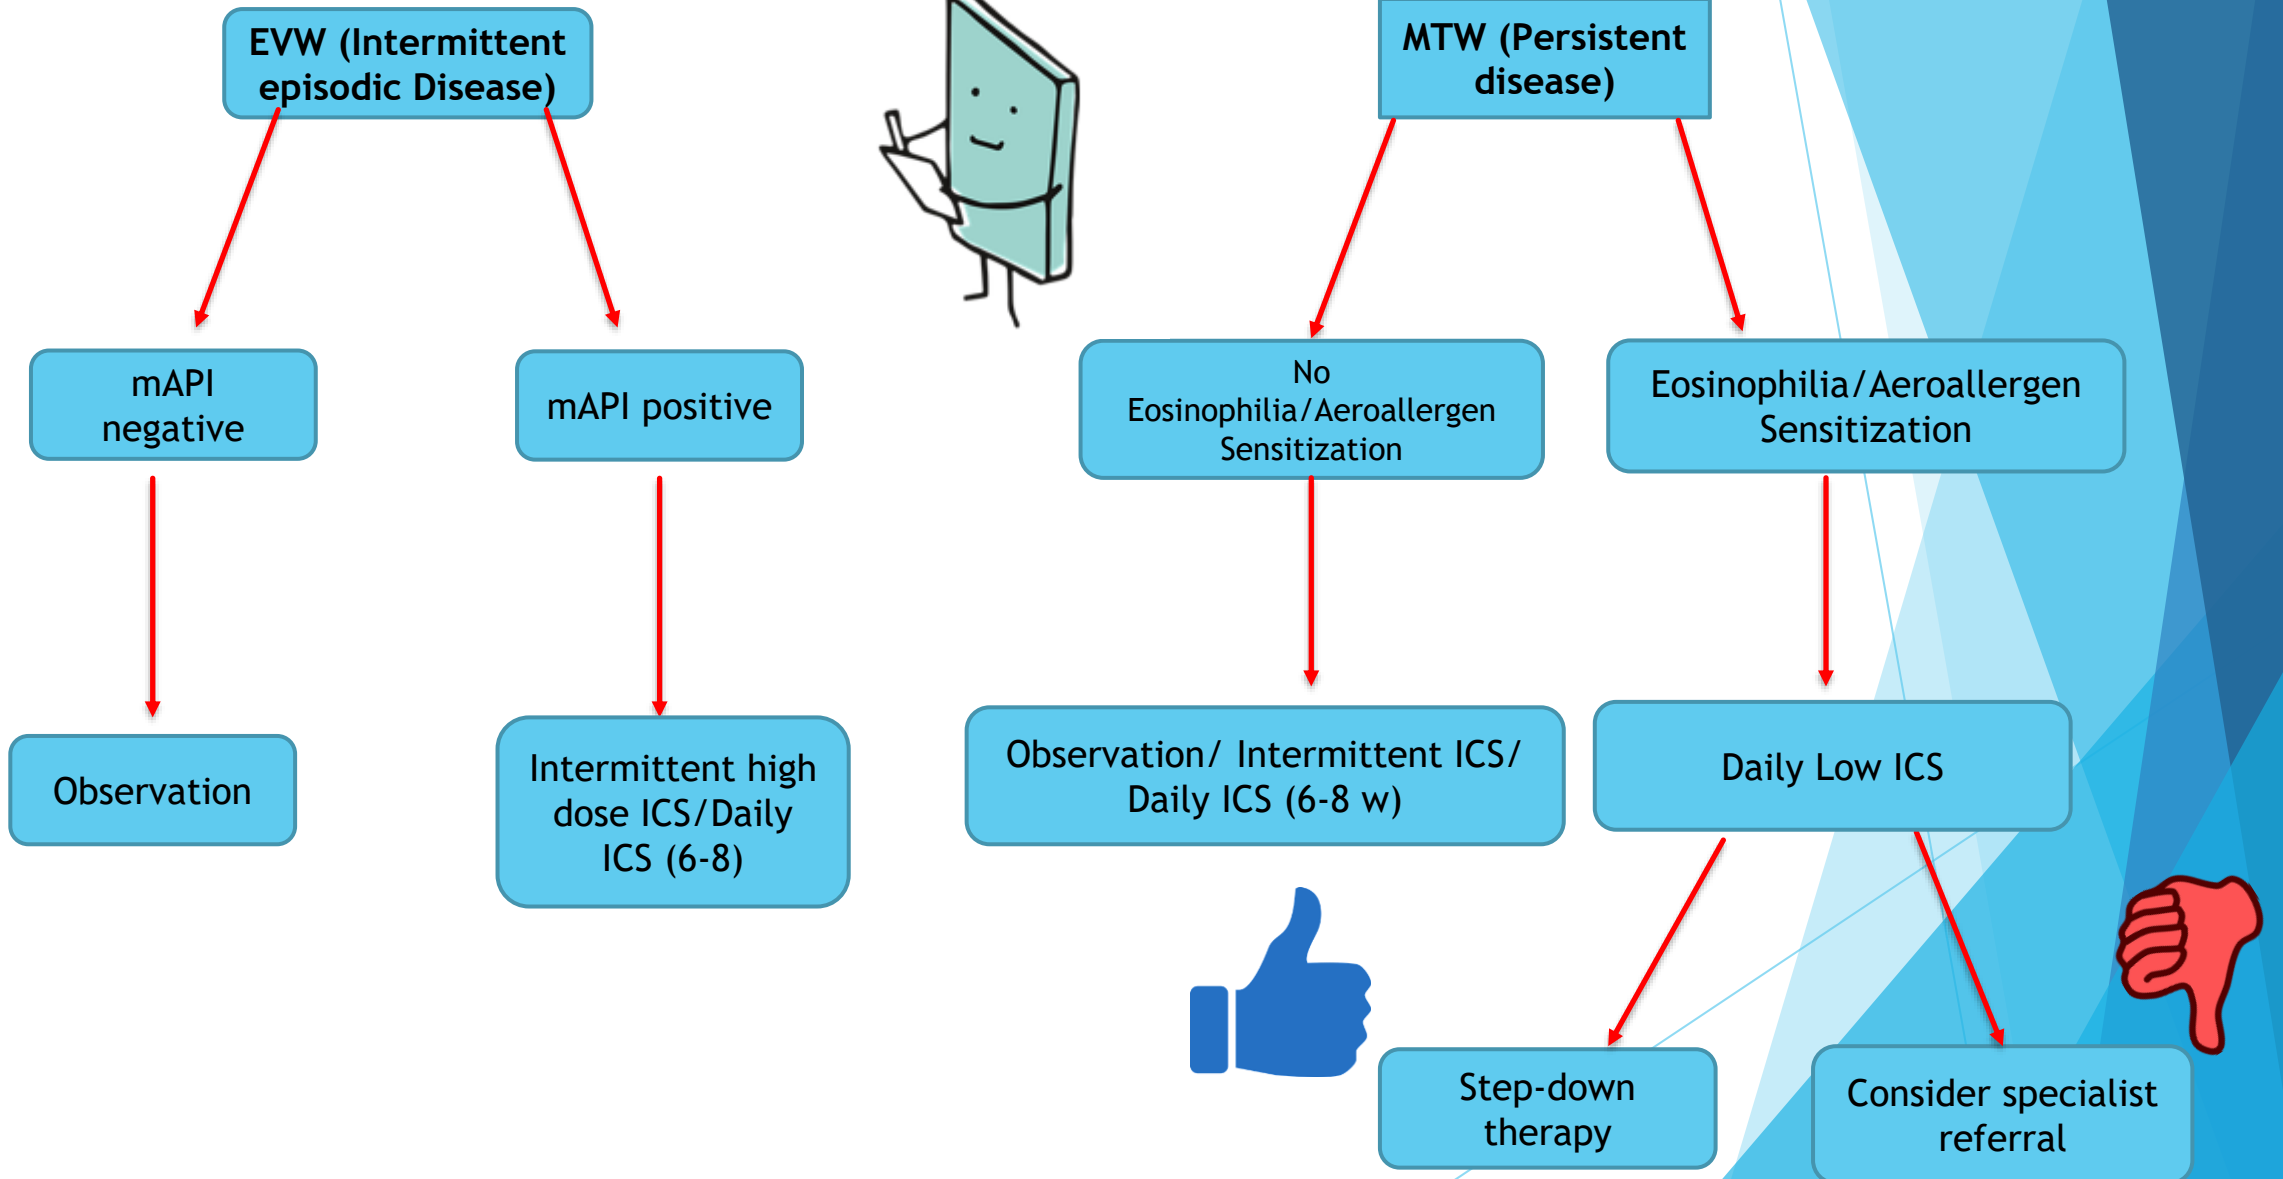 EVW (Intermittent
episodic Disease)
MTW (Persistent
disease)
mAPI
negative
mAPI positive
No
Eosinophilia/Aeroallergen
Sensitization
Eosinophilia/Aeroallergen
Sensitization
Observation
Intermittent high
dose ICS/Daily
ICS (6-8)
Observation/ Intermittent ICS/
Daily ICS (6-8 w)
Daily Low ICS
Step-down
therapy
Consider specialist
referral